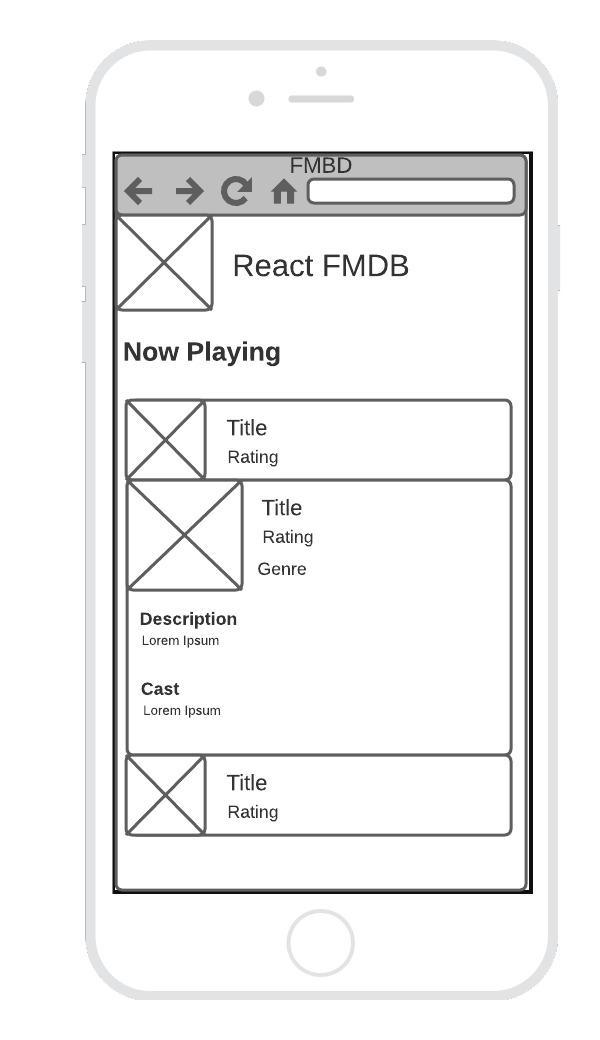 FMBD
React FMDB
Now Playing
Title
Rating
Title
Rating
Genre
Description
Lorem Ipsum
Cast
Lorem Ipsum
Title
Rating